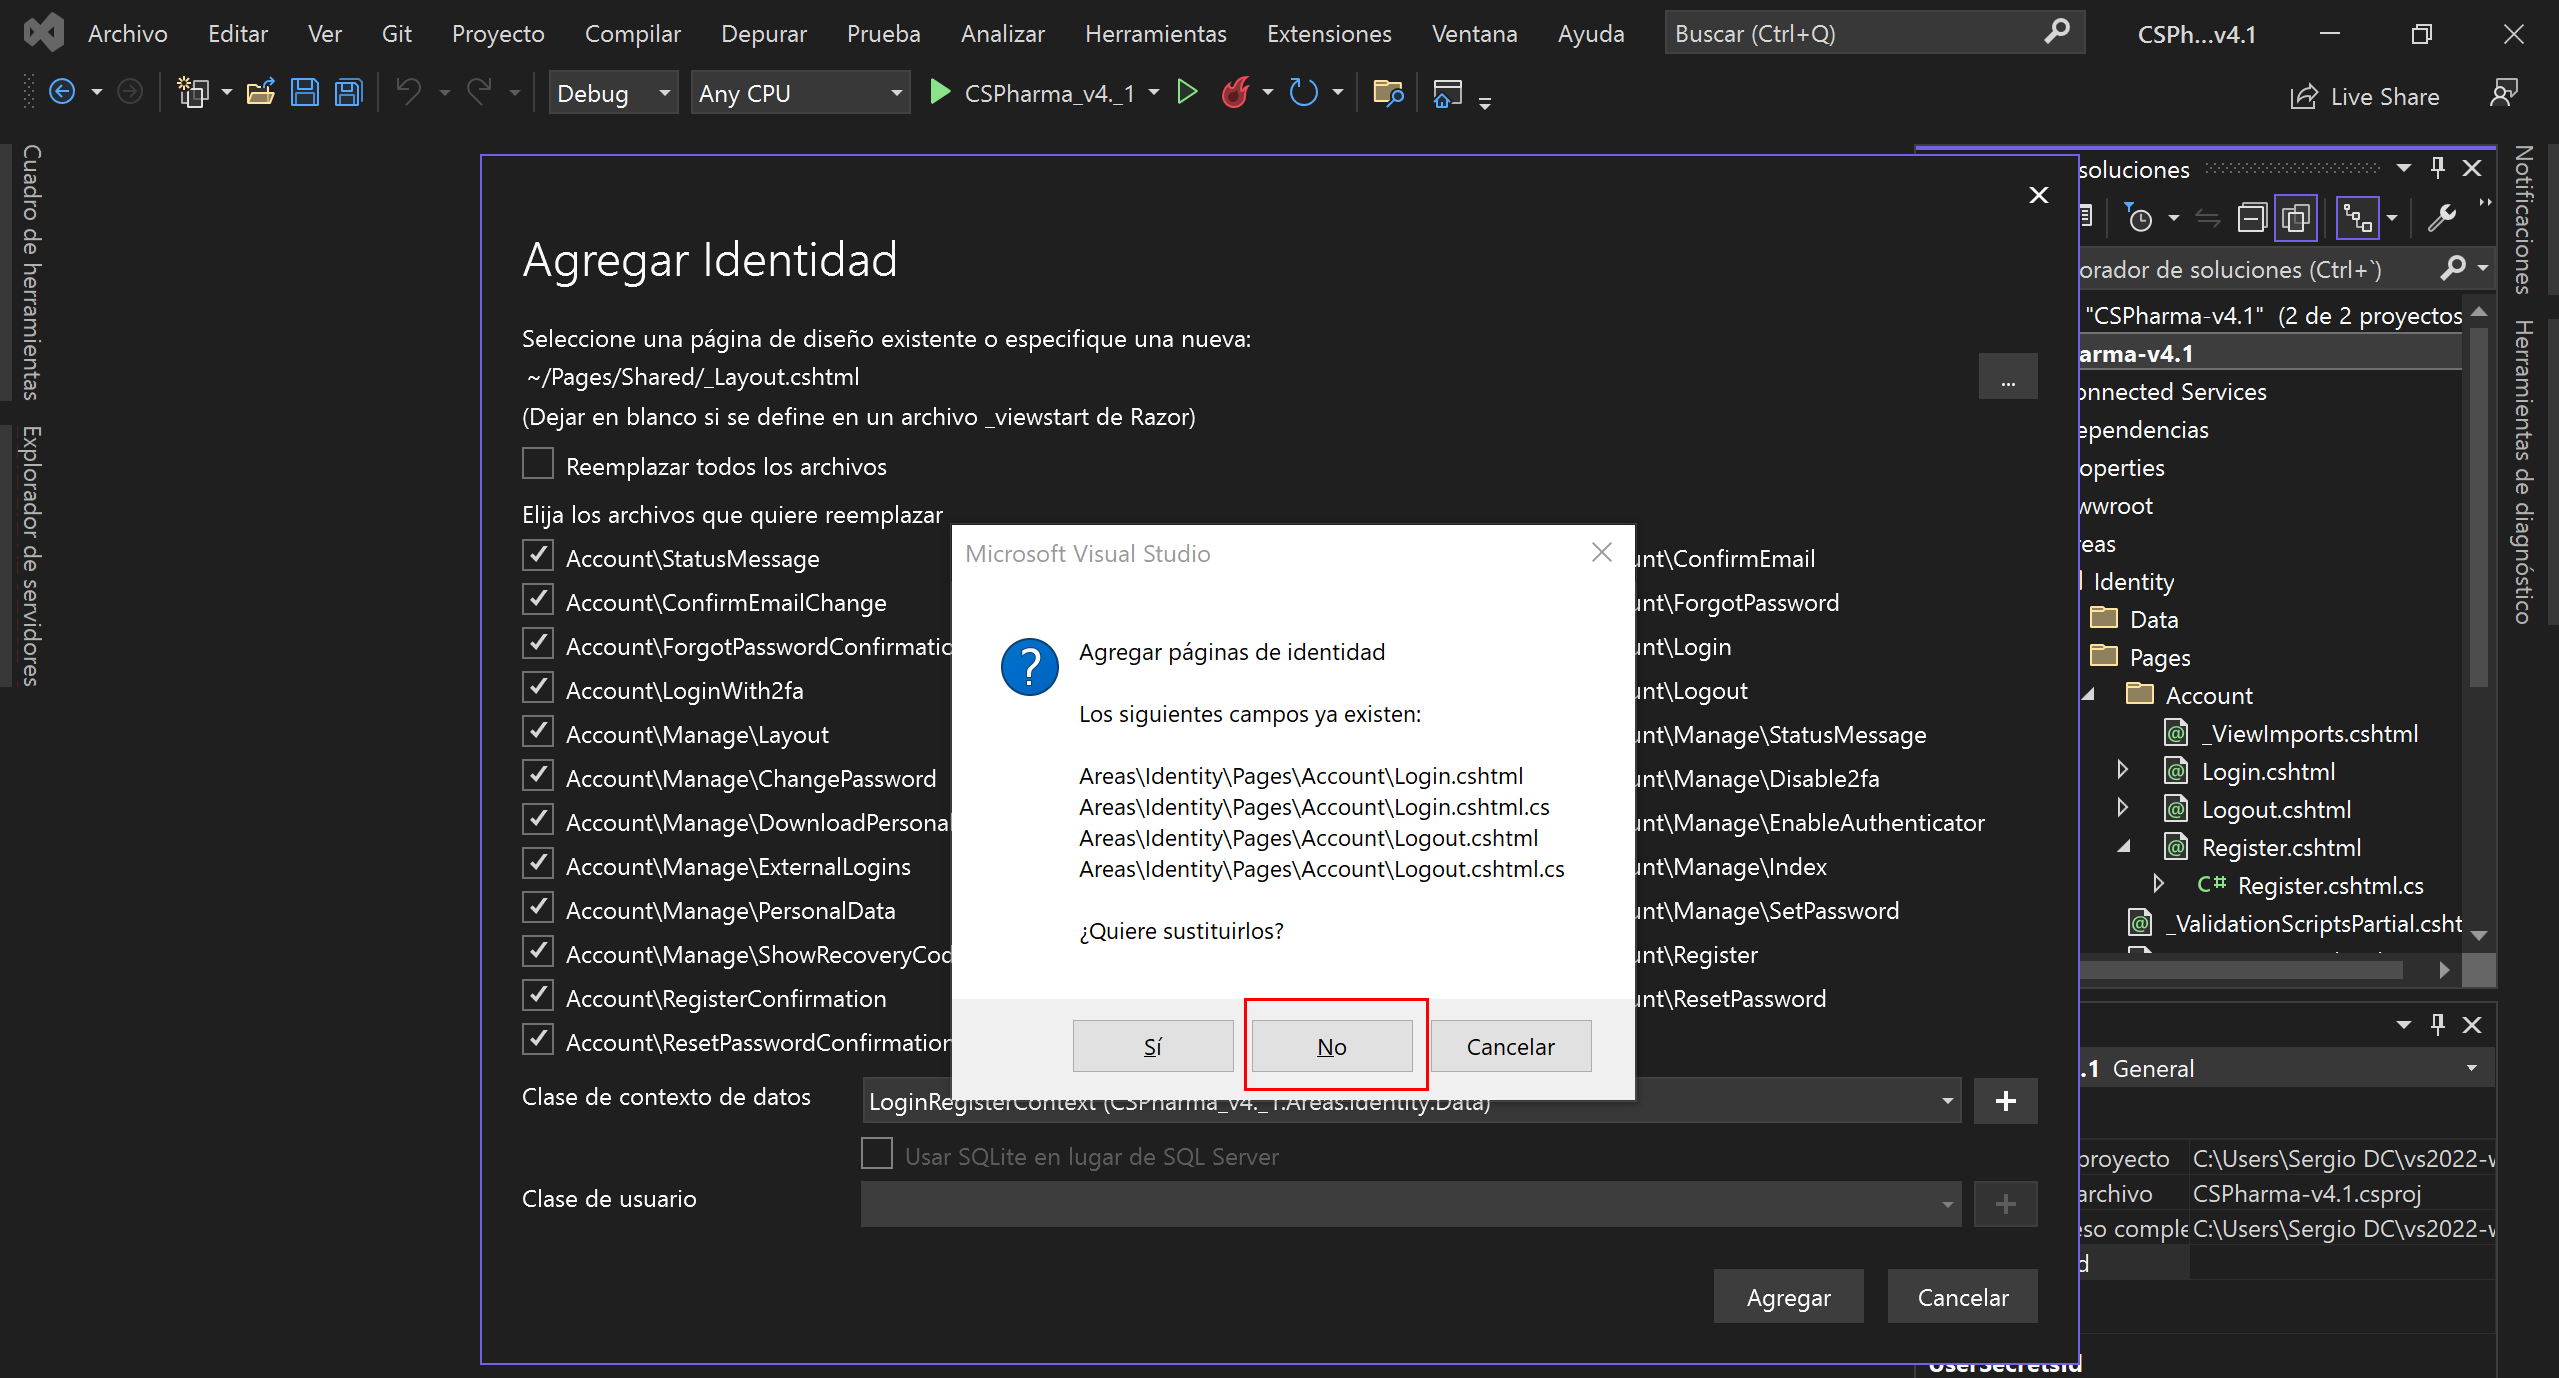 Archivo Editar Ver Git Proyecto Compilar Depurar Prueba Analizar Herramientas Extensiones Ventana Ayuda Buscar (Ctrl+Q) CSPh...v4.1
Debug Any CPU CSPharma_v4._1 Live Share
Cuadro de herramientas
Explorador de servidores
Agregar Identidad
Seleccione una página de diseño existente o especifique una nueva:
~/Pages/Shared/_Layout.cshtml
...
(Dejar en blanco si se define en un archivo _viewstart de Razor)
Reemplazar todos los archivos
Elija los archivos que quiere reemplazar
Account\StatusMessage
Account\ConfirmEmailChange
Account\ForgotPasswordConfirmatio
Account\LoginWith2fa
Account\Manage\Layout
Account\Manage\ChangePassword
Account\Manage\DownloadPersonal
Account\Manage\ExternalLogins
Account\Manage\PersonalData
Account\Manage\ShowRecoveryCod
Account\RegisterConfirmation
Account\ResetPasswordConfirmation
unt\ConfirmEmail
unt\ForgotPassword
unt\Login
unt\Logout
unt\Manage\StatusMessage
unt\Manage\Disable2fa
unt\Manage\EnableAuthenticator
unt\Manage\Index
unt\Manage\SetPassword
unt\Register
unt\ResetPassword
Microsoft Visual Studio
Agregar páginas de identidad
Los siguientes campos ya existen:
Areas\Identity\Pages\Account\Login.cshtml
Areas\Identity\Pages\Account\Login.cshtml.cs
Areas\Identity\Pages\Account\Logout.cshtml
Areas\Identity\Pages\Account\Logout.cshtml.cs
¿Quiere sustituirlos?
Sí No Cancelar
Clase de contexto de datos
LoginRegisterContext (CSPharma_v4._1.Areas.Identity.Data)
Usar SQLite en lugar de SQL Server
Clase de usuario
Agregar Cancelar
soluciones
orador de soluciones (Ctrl+`)
"CSPharma-v4.1" (2 de 2 proyectos
arma-v4.1
onnected Services
ependencias
operties
wwroot
reas
Identity
Data
Pages
Account
_ViewImports.cshtml
Login.cshtml
Logout.cshtml
Register.cshtml
C# Register.cshtml.cs
_ValidationScriptsPartial.csht
.1 General
proyecto C:\Users\Sergio DC\vs2022-w
archivo CSPharma-v4.1.csproj
eso comple C:\Users\Sergio DC\vs2022-w
d
UserSecretsId
Notificaciones
Herramientas de diagnóstico